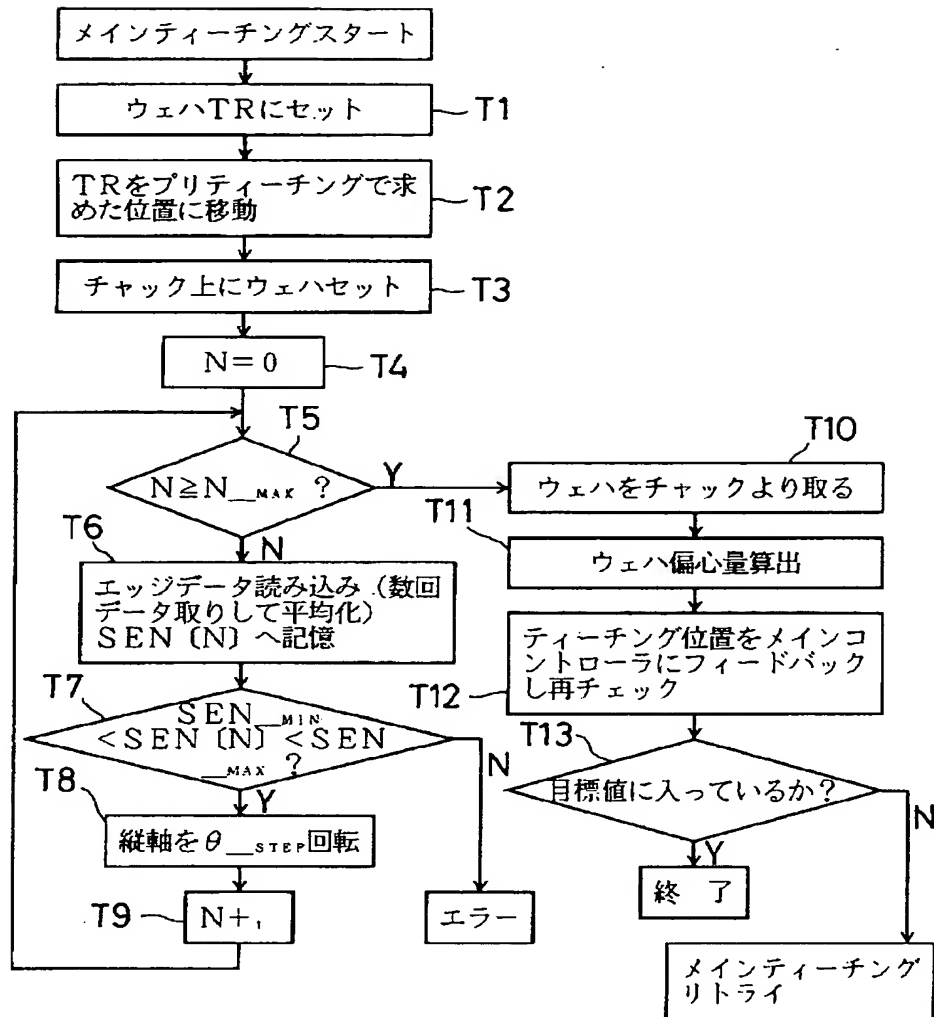 メインティーチングスタート
ウェハTRにセット
T1
TRをプリティーチングで求
めた位置に移動
T2
チャック上にウェハセット
T3
N=0
T4
T5
N≧N__MAX ?
Y
N
T6
エッジデータ読み込み(数回
データ取りして平均化)
SEN〔N〕へ記憶
T7
SEN__MIN
<SEN〔N〕<SEN
__MAX ?
N
Y
T8
縦軸をθ__STEP回転
T9
N+,
エラー
T10
ウェハをチャックより取る
T11
ウェハ偏心量算出
ティーチング位置をメインコ
ントローラにフィードバック
し再チェック
T12
T13
目標値に入っているか?
N
Y
終 了
メインティーチング
リトライ